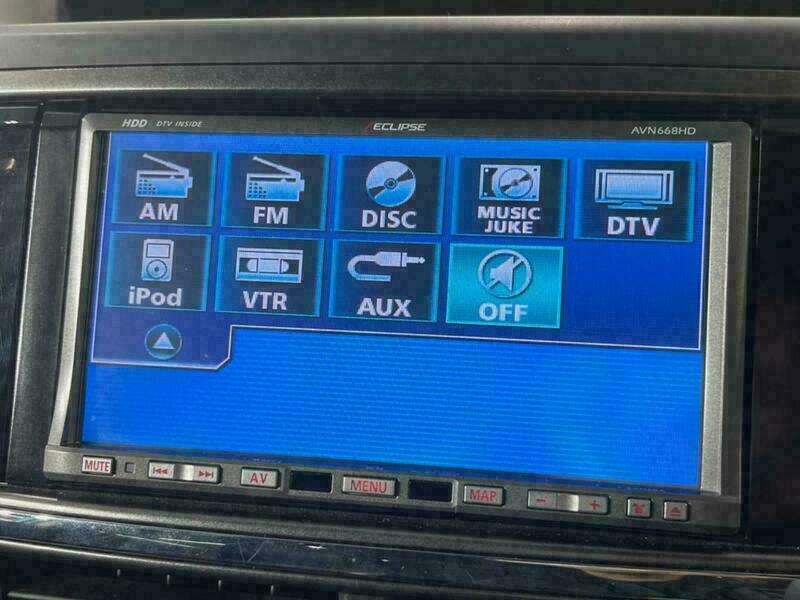 HDD DTV INSIDE
ECLIPSE
AVN668HD
AM
FM
DISC
MUSIC
JUKE
DTV
iPod
VTR
AUX
OFF
MUTE
AV
MENU
MAP